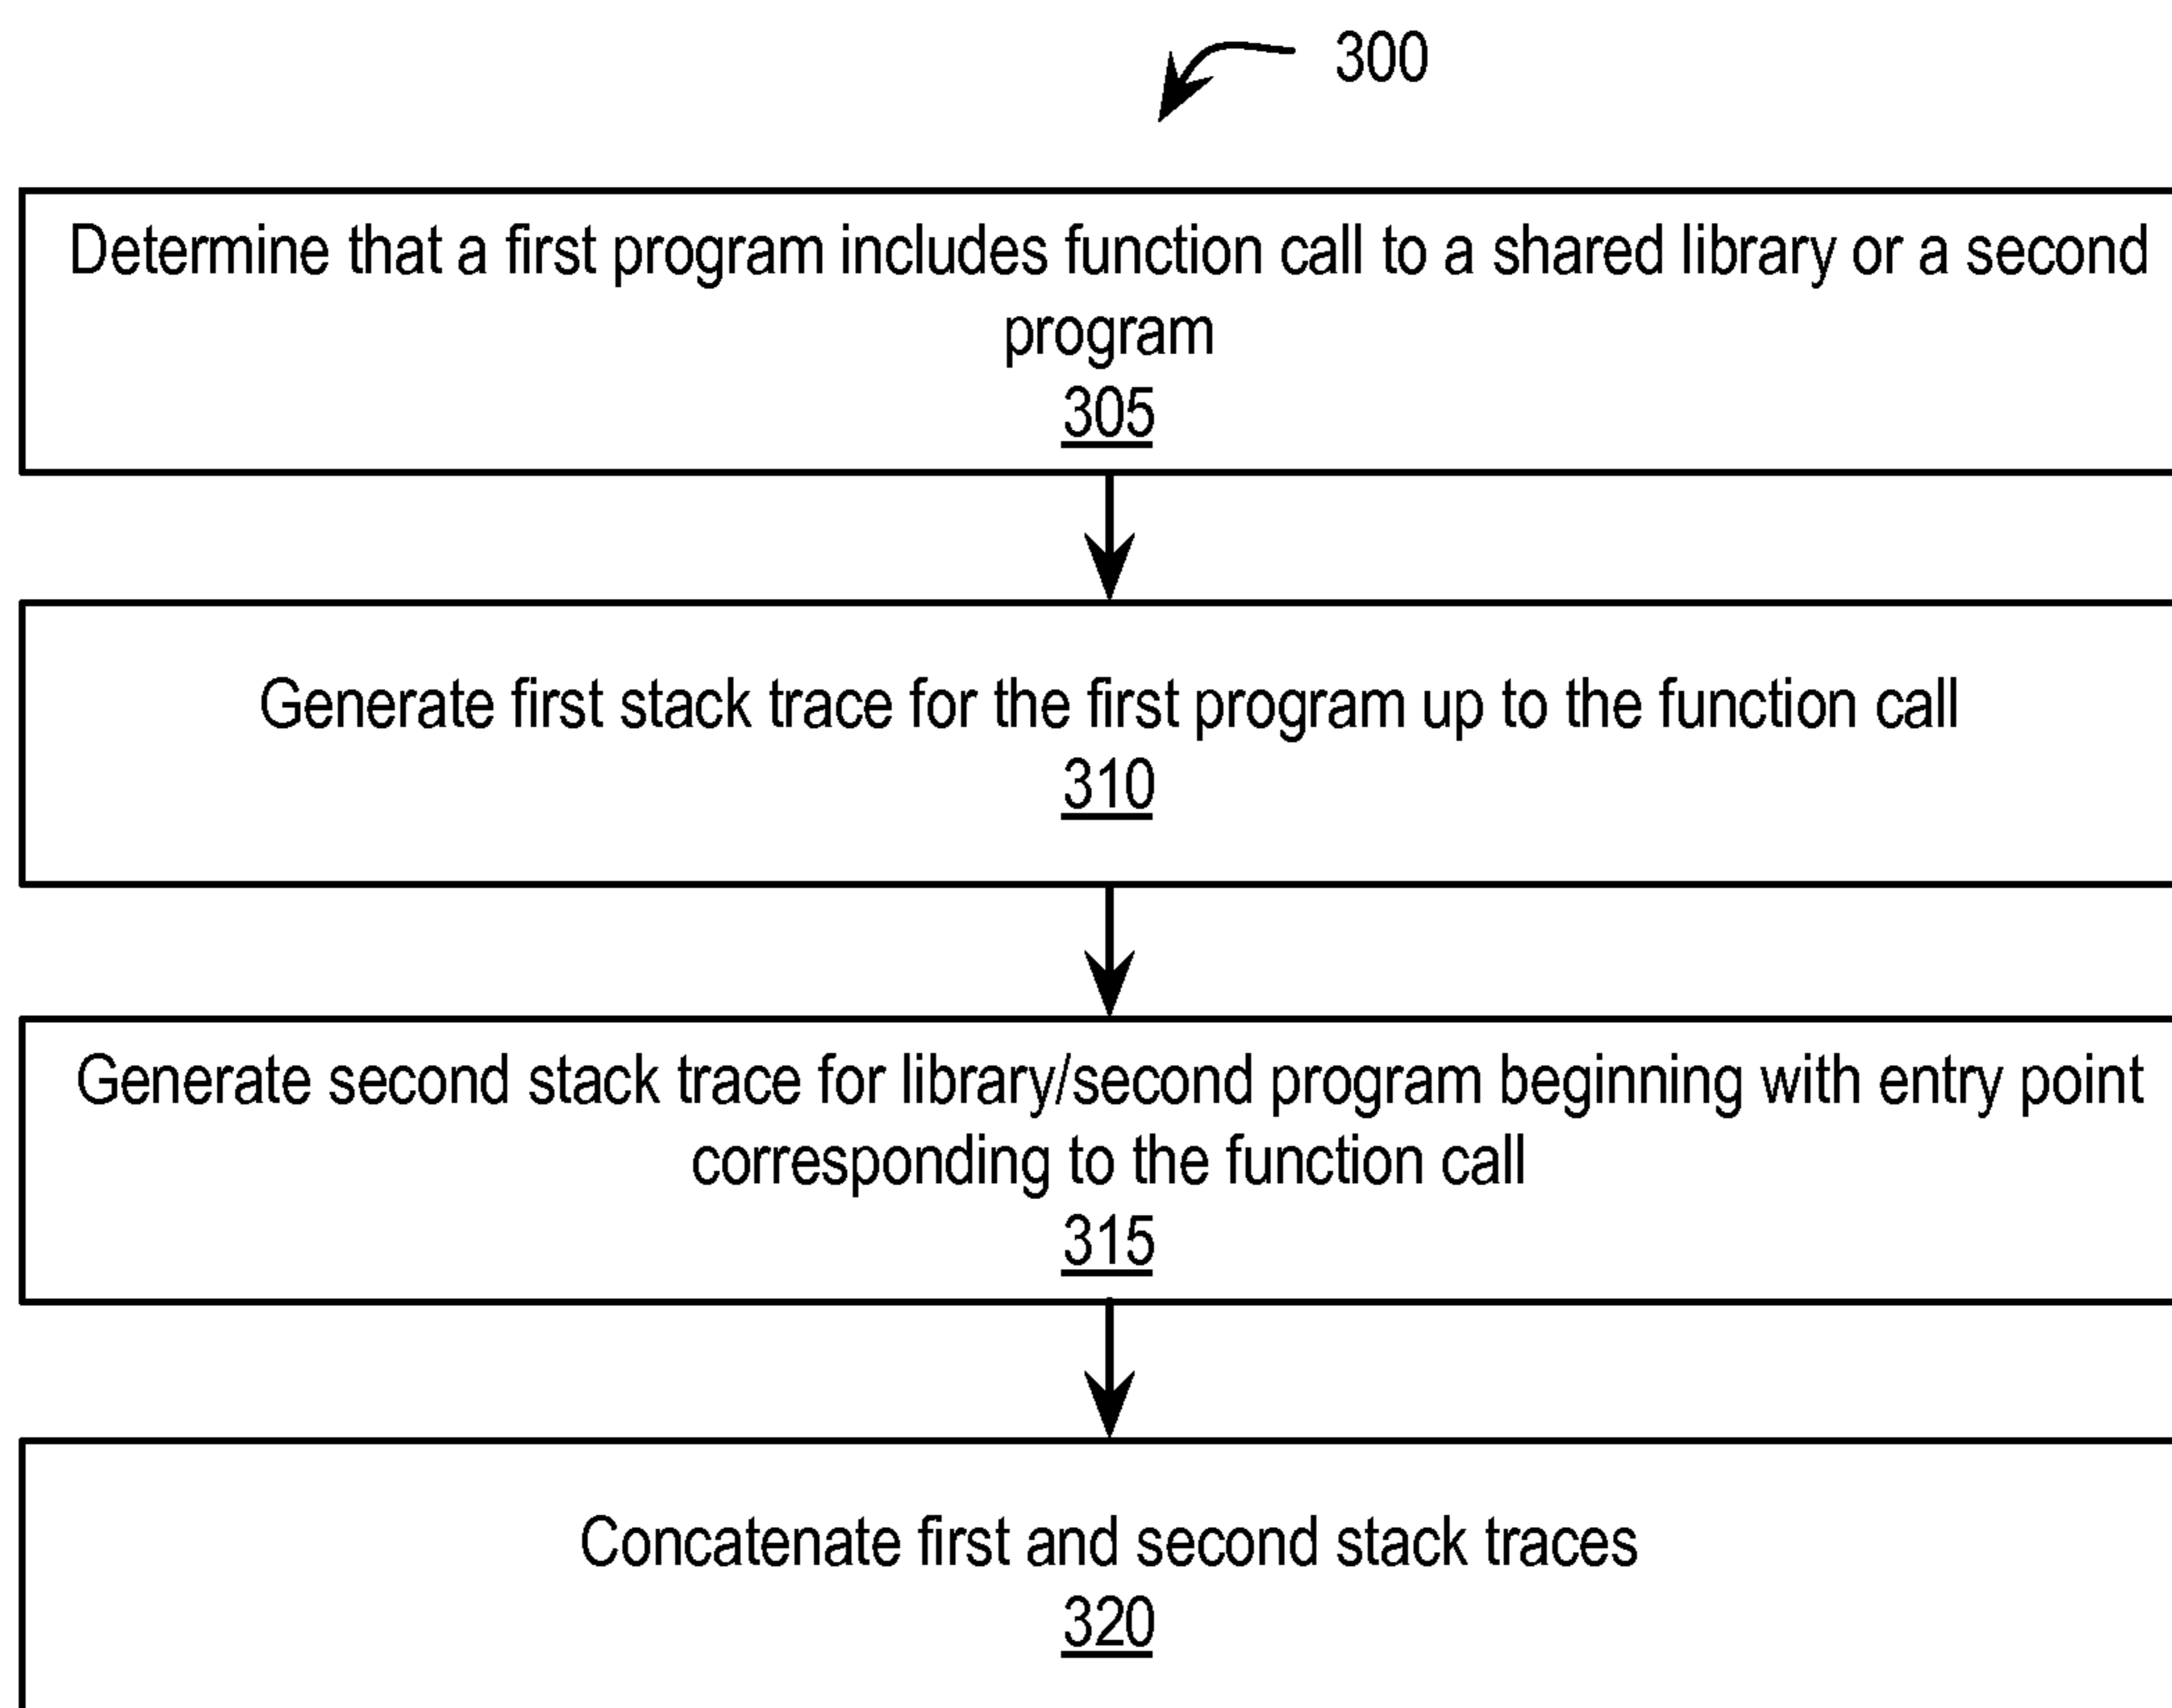 300
Determine that a first program includes function call to a shared library or a second
program
305
Generate first stack trace for the first program up to the function call
310
Generate second stack trace for library/second program beginning with entry point
corresponding to the function call
315
Concatenate first and second stack traces
320